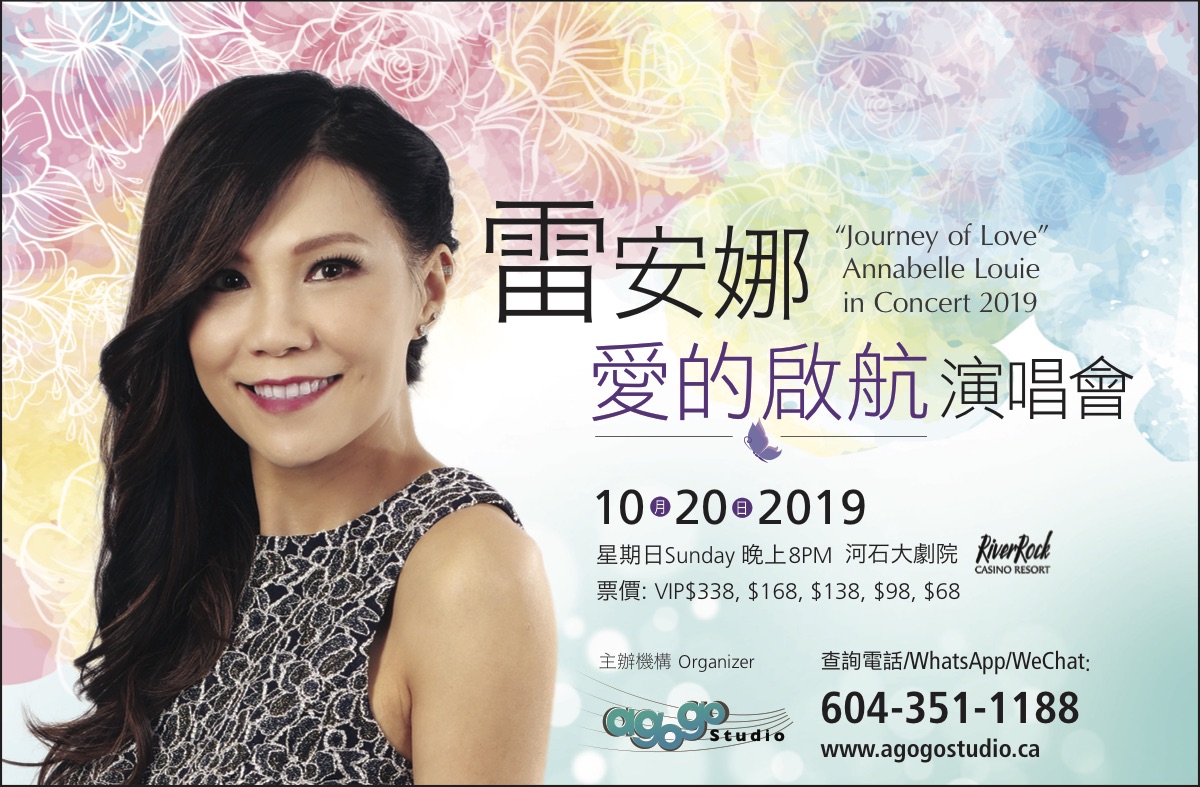 雷安娜
“Journey of Love”
Annabelle Louie
in Concert 2019
愛的啟航 演唱會
10月20日2019
星期日Sunday 晚上8PM 河石大劇院
RiverRock
CASINO RESORT
票價: VIP$338, $168, $138, $98, $68
主辦機構 Organizer
agogo
Studio
查詢電話/WhatsApp/WeChat:
604-351-1188
www.agogostudio.ca